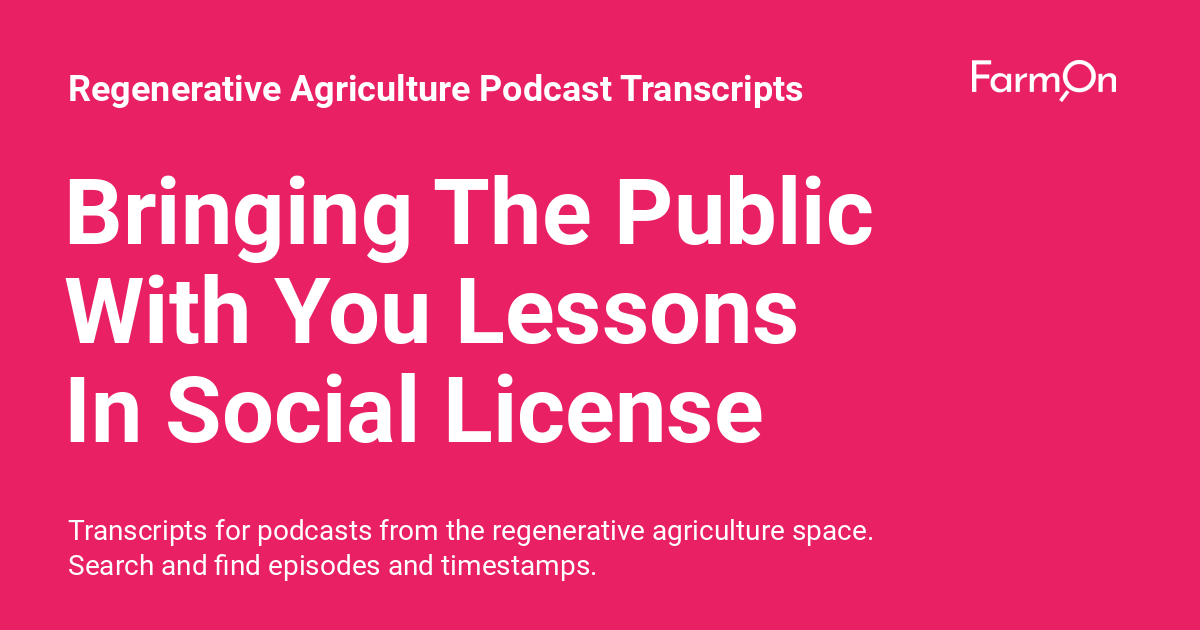 Regenerative Agriculture Podcast Transcripts
FarmOn
Bringing The Public
With You Lessons
In Social License
Transcripts for podcasts from the regenerative agriculture space.
Search and find episodes and timestamps.